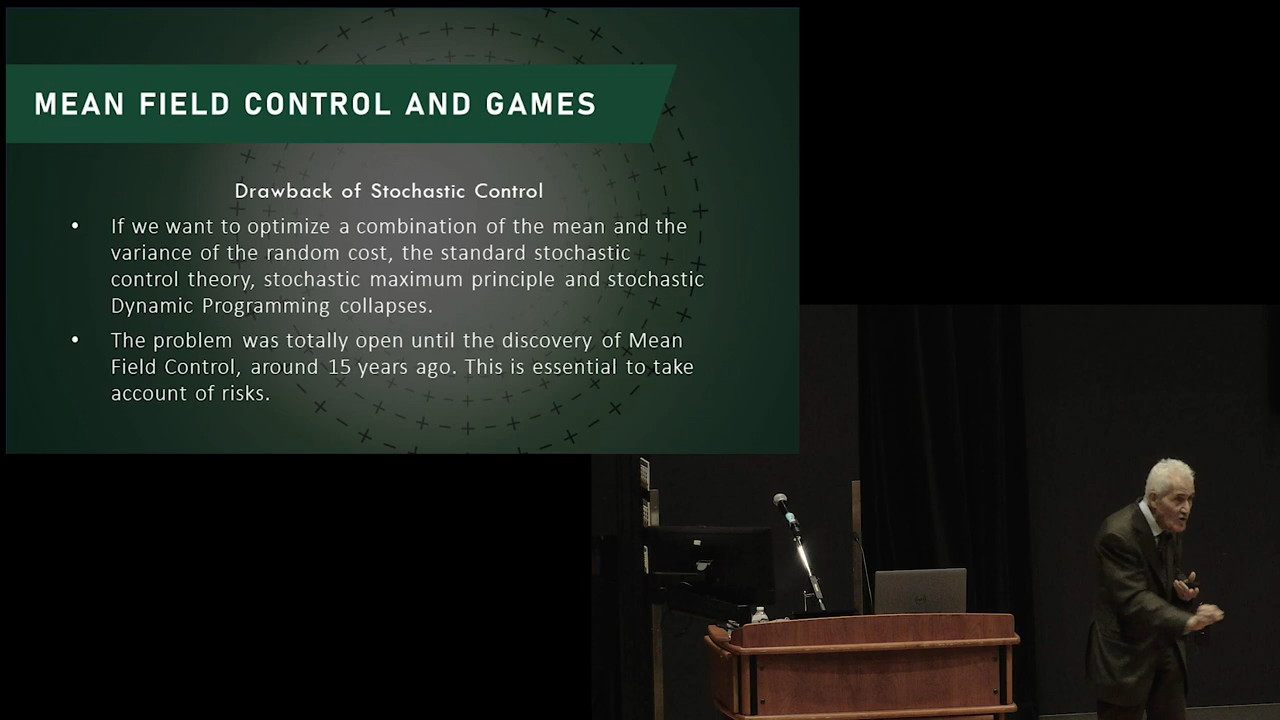 MEAN FIELD CONTROL AND GAMES
Drawback of Stochastic Control
• If we want to optimize a combination of the mean and the
variance of the random cost, the standard stochastic
control theory, stochastic maximum principle and stochastic
Dynamic Programming collapses.
• The problem was totally open until the discovery of Mean
Field Control, around 15 years ago. This is essential to take
account of risks.